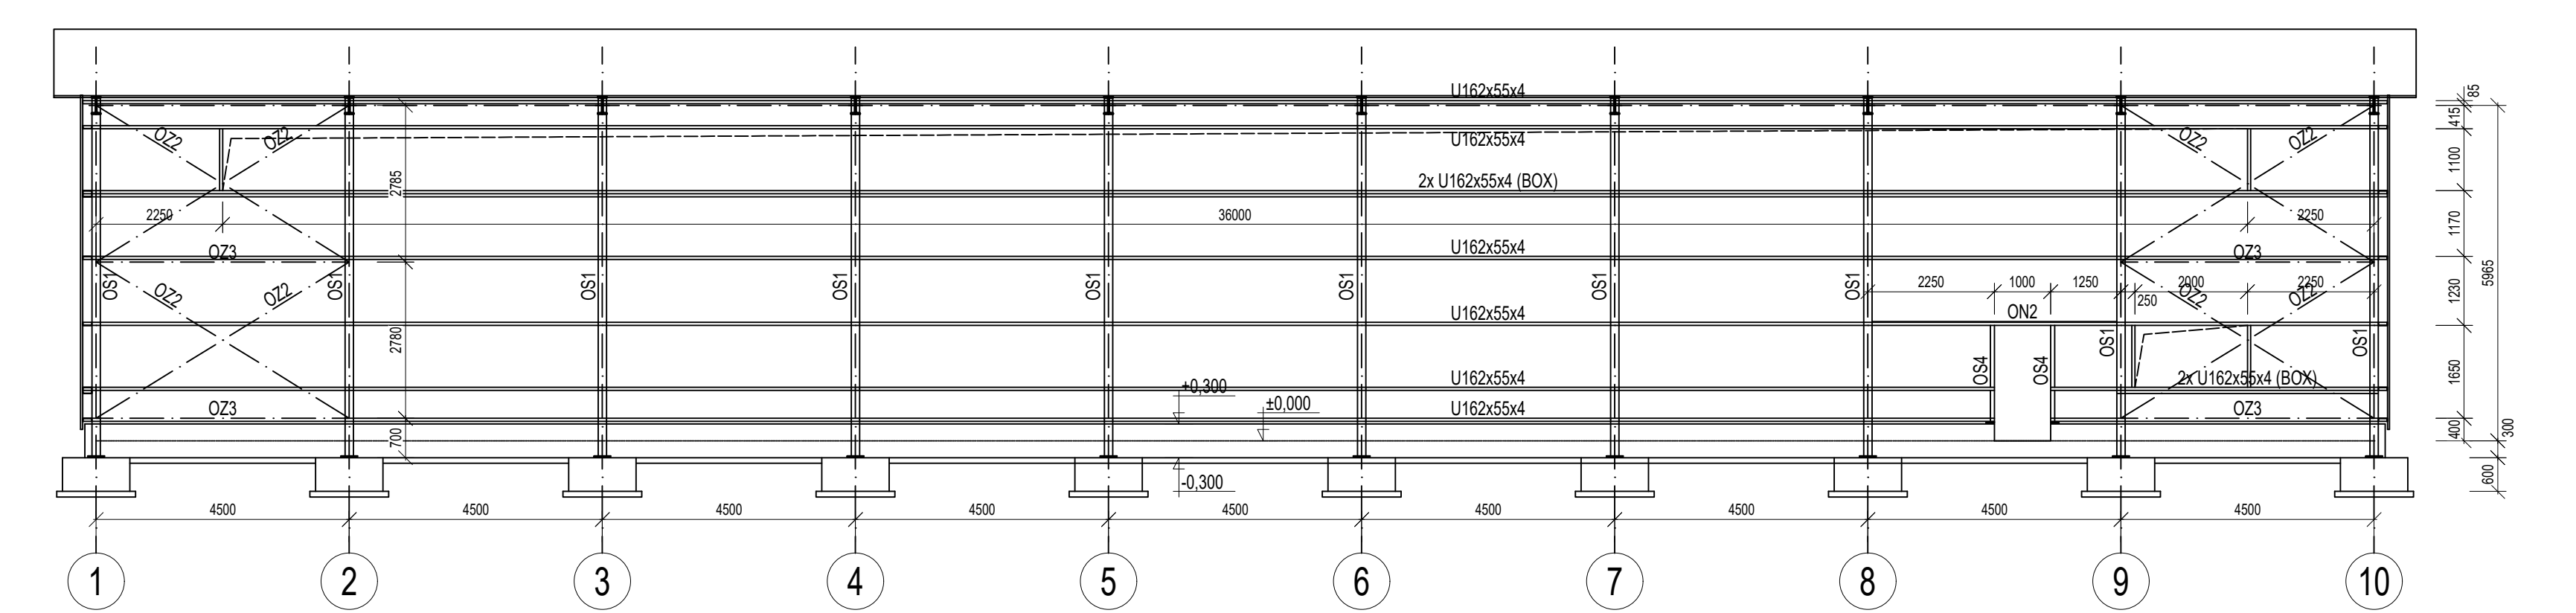 U162x55x4
85
OZ2 OZ2 U162x55x4 OZ2 OZ2 415
2785 2x U162x55x4 (BOX) 1100
2250 36000 2250 1170
OZ3 U162x55x4 OZ3
OS1 OS1 OS1 OS1 OS1 OS1 OS1 OS1 2250 1000 1250 2000 2250 1230 5965
OZ2 OZ2 250 OZ2 OZ2
U162x55x4 ON2
2780 OS1 OS1
U162x55x4 OS4 OS4 2x U162x55x4 (BOX) 1650
+0,300
OZ3 ±0,000 U162x55x4 OZ3
700 400 300
-0,300 600
4500 4500 4500 4500 4500 4500 4500 4500 4500
1 2 3 4 5 6 7 8 9 10